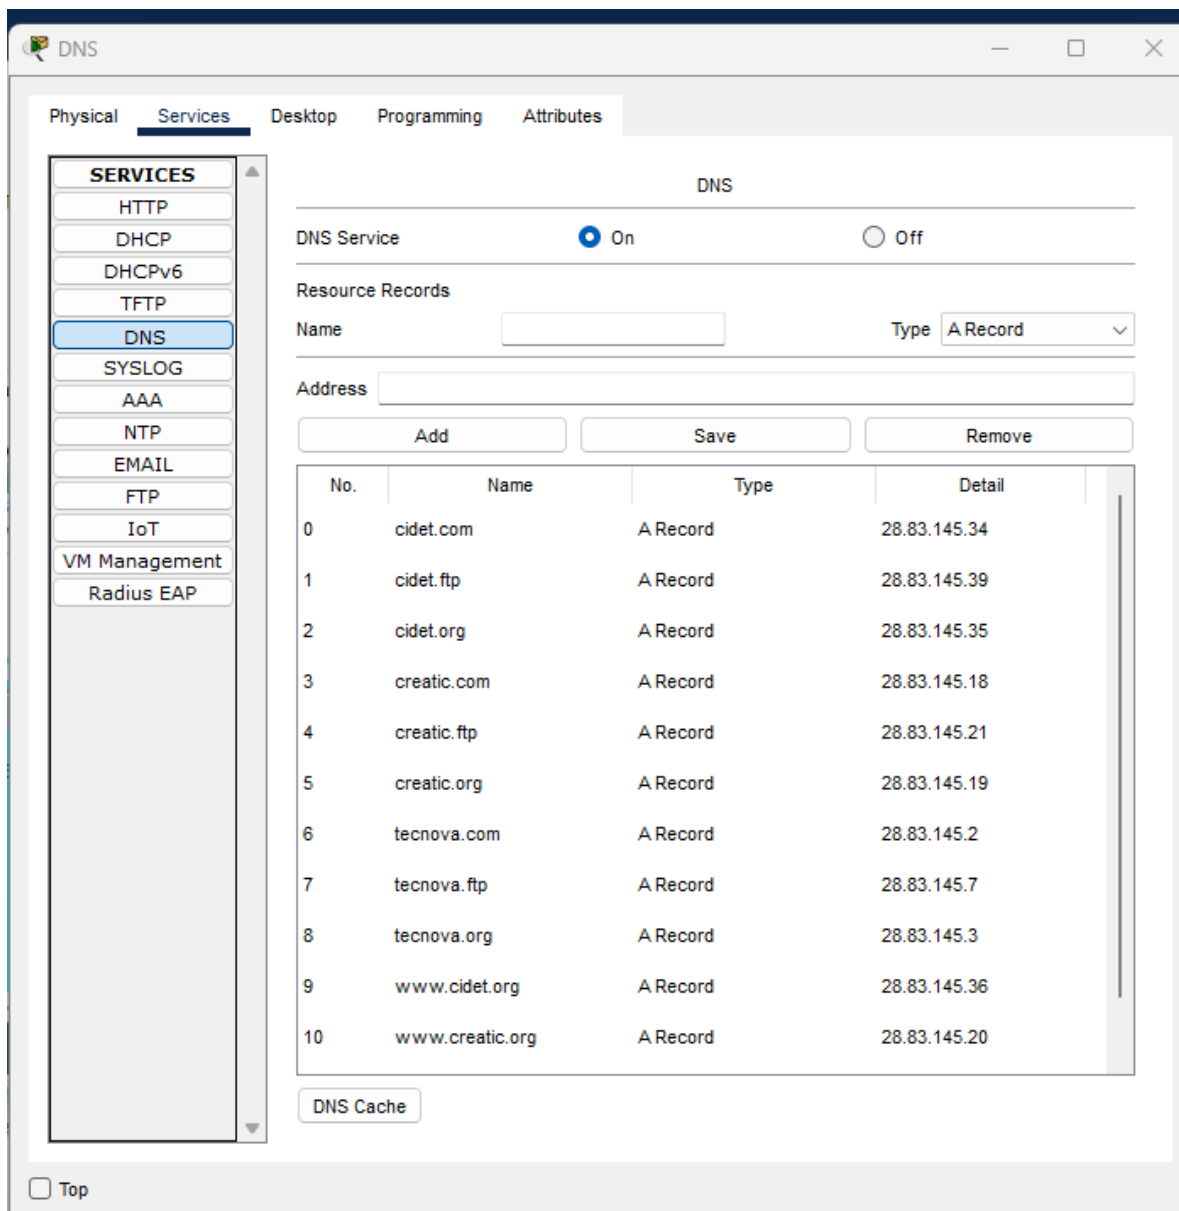 DNS
Physical Services Desktop Programming Attributes
SERVICES
HTTP
DHCP
DHCPv6
TFTP
DNS
SYSLOG
AAA
NTP
EMAIL
FTP
IoT
VM Management
Radius EAP
DNS
DNS Service On Off
Resource Records
Name Type A Record
Address
Add Save Remove
No. Name Type Detail
0 cidet.com A Record 28.83.145.34
1 cidet.ftp A Record 28.83.145.39
2 cidet.org A Record 28.83.145.35
3 creatic.com A Record 28.83.145.18
4 creatic.ftp A Record 28.83.145.21
5 creatic.org A Record 28.83.145.19
6 tecnova.com A Record 28.83.145.2
7 tecnova.ftp A Record 28.83.145.7
8 tecnova.org A Record 28.83.145.3
9 www.cidet.org A Record 28.83.145.36
10 www.creatic.org A Record 28.83.145.20
DNS Cache
Top